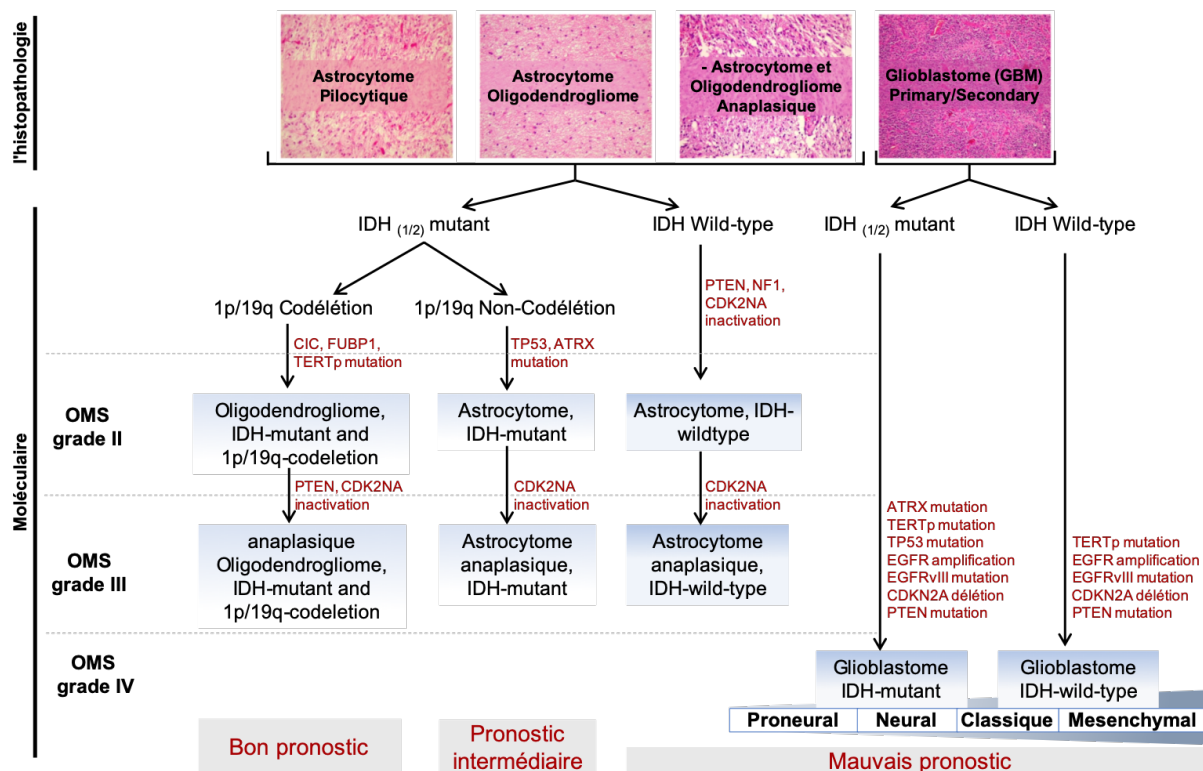 l'histopathologie
Astrocytome
Pilocytique
Astrocytome
Oligodendrogliome
- Astrocytome et
Oligodendrogliome
Anaplasique
Glioblastome (GBM)
Primary/Secondary
Moléculaire
IDH (1/2) mutant
IDH Wild-type
IDH (1/2) mutant
IDH Wild-type
1p/19q Codélétion
1p/19q Non-Codélétion
PTEN, NF1,
CDK2NA
inactivation
CIC, FUBP1,
TERTp mutation
TP53, ATRX
mutation
OMS
grade II
Oligodendrogliome,
IDH-mutant and
1p/19q-codeletion
Astrocytome,
IDH-mutant
Astrocytome, IDH-
wildtype
PTEN, CDK2NA
inactivation
CDK2NA
inactivation
CDK2NA
inactivation
OMS
grade III
anaplasique
Oligodendrogliome,
IDH-mutant and
1p/19q-codeletion
Astrocytome
anaplasique,
IDH-mutant
Astrocytome
anaplasique,
IDH-wild-type
ATRX mutation
TERTp mutation
TP53 mutation
EGFR amplification
EGFRvIII mutation
CDKN2A délétion
PTEN mutation
TERTp mutation
EGFR amplification
EGFRvIII mutation
CDKN2A délétion
PTEN mutation
OMS
grade IV
Glioblastome
IDH-mutant
Glioblastome
IDH-wild-type
Proneural Neural Classique Mesenchymal
Bon pronostic
Pronostic
intermédiaire
Mauvais pronostic